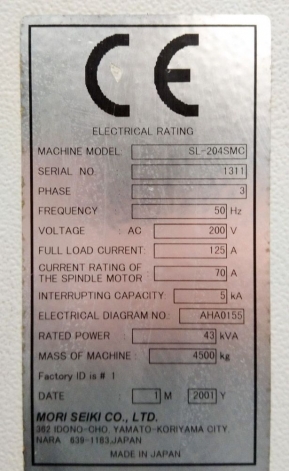 CE
ELECTRICAL RATING
MACHINE MODEL SL-204SMC
SERIAL NO. 1311
PHASE 3
FREQUENCY 50 Hz
VOLTAGE : AC 200 V
FULL LOAD CURRENT: 125 A
CURRENT RATING OF
THE SPINDLE MOTOR 70 A
INTERRUPTING CAPACITY 5 kA
ELECTRICAL DIAGRAM NO.: AHA0155
RATED POWER 43 kVA
MASS OF MACHINE : 4500 kg
Factory ID is # 1
DATE : 1 M 2001 Y
MORI SEIKI CO., LTD.
362 IDONO-CHO, YAMATO-KORIYAMA CITY
NARA 639-1183, JAPAN
MADE IN JAPAN